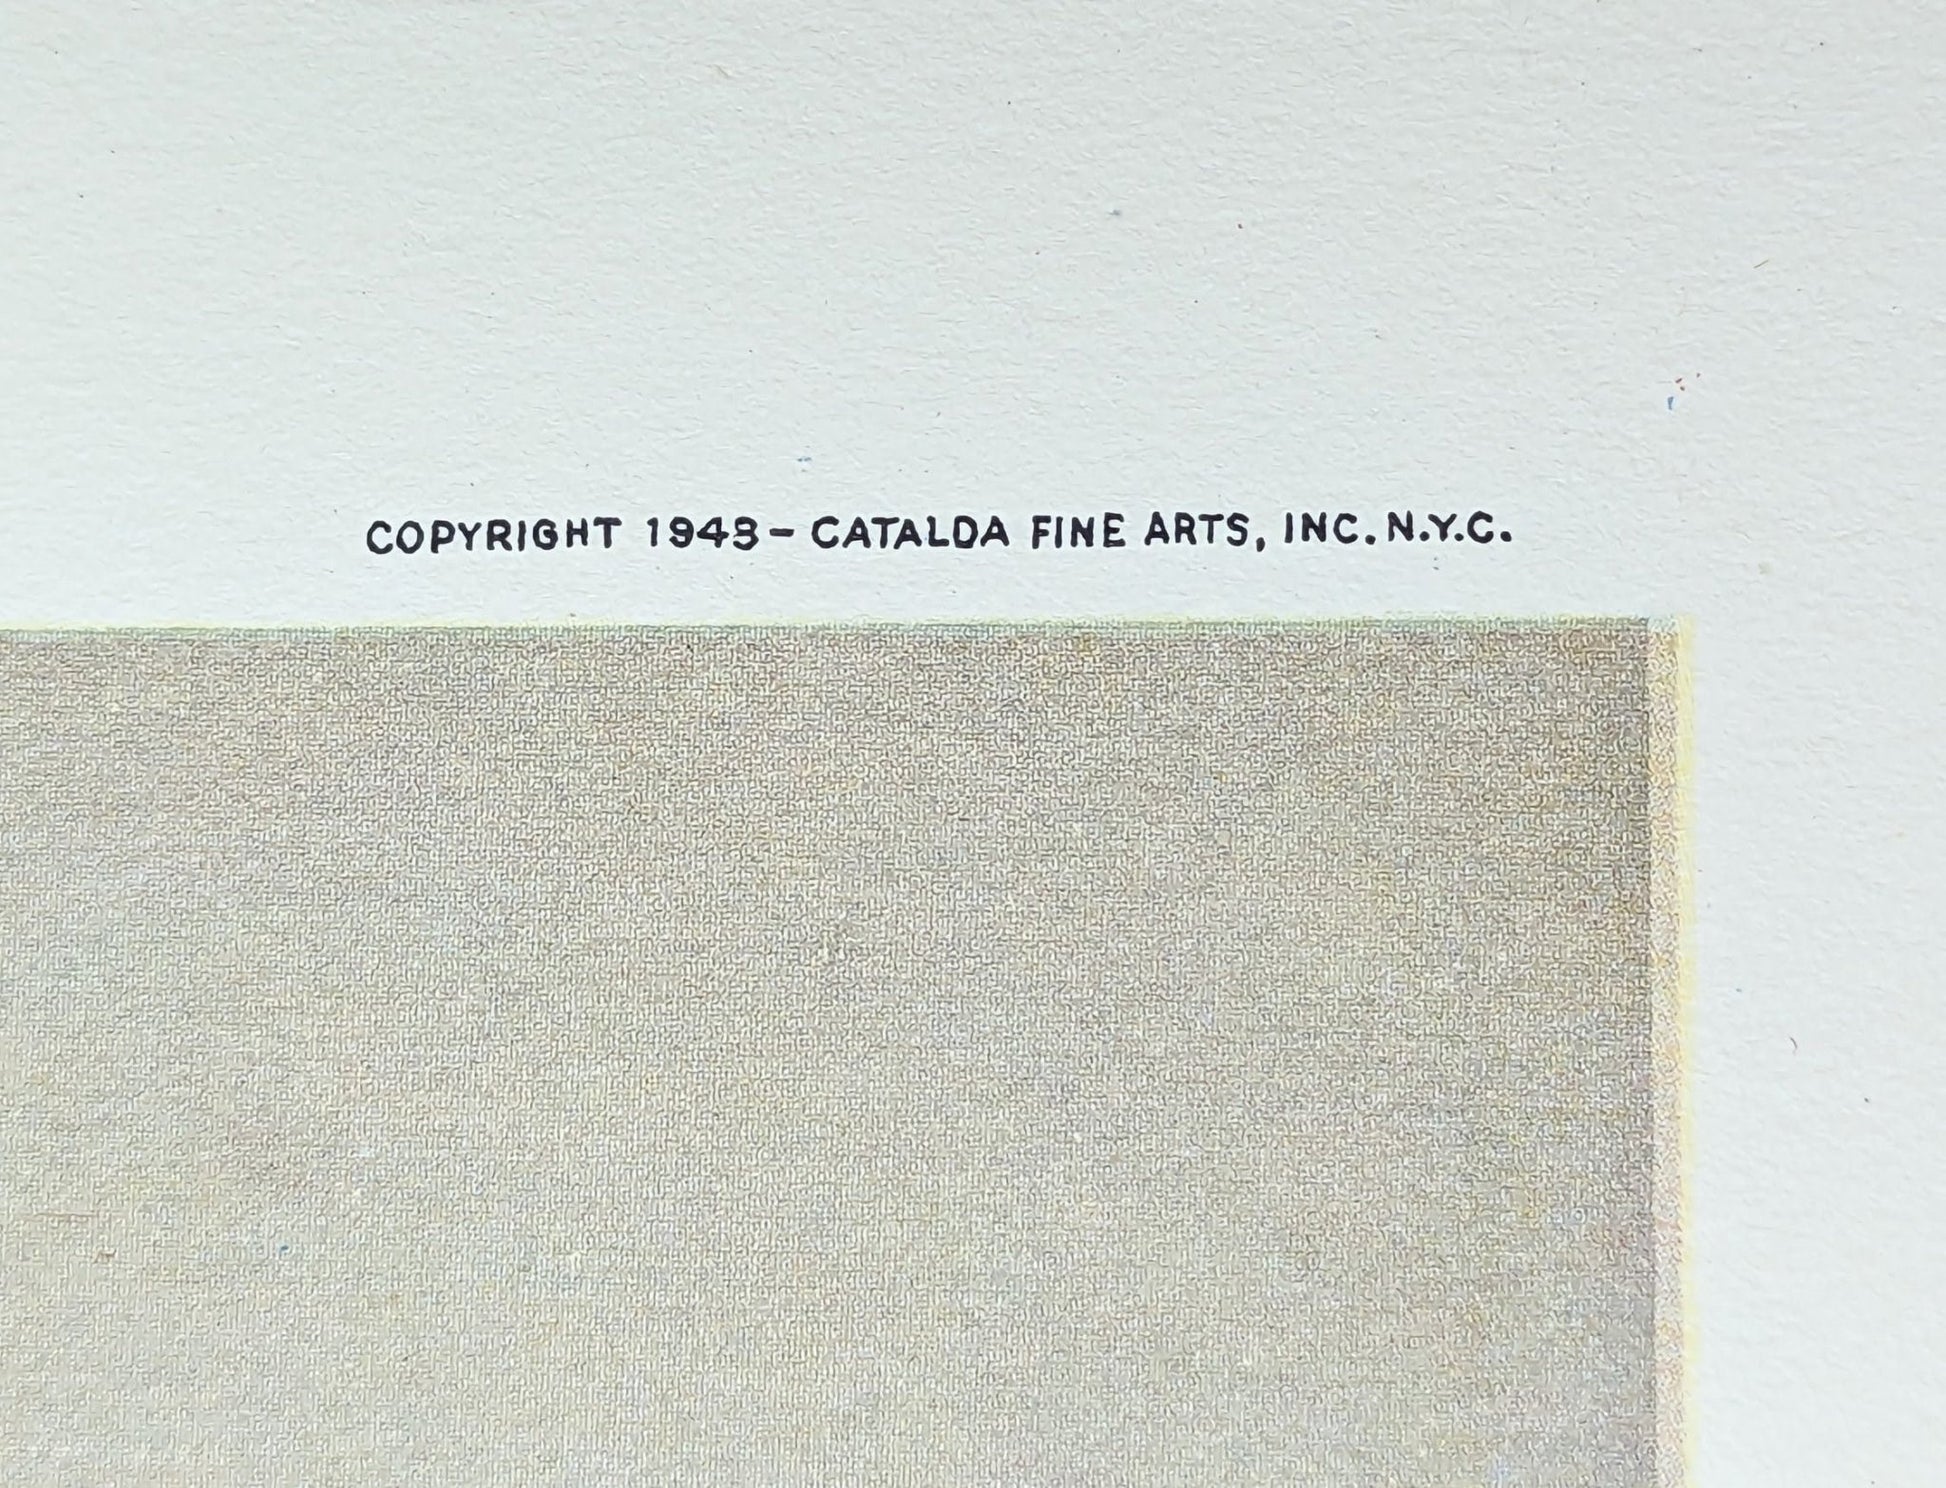 COPYRIGHT 1943 - CATALDA FINE ARTS, INC. N.Y.C.